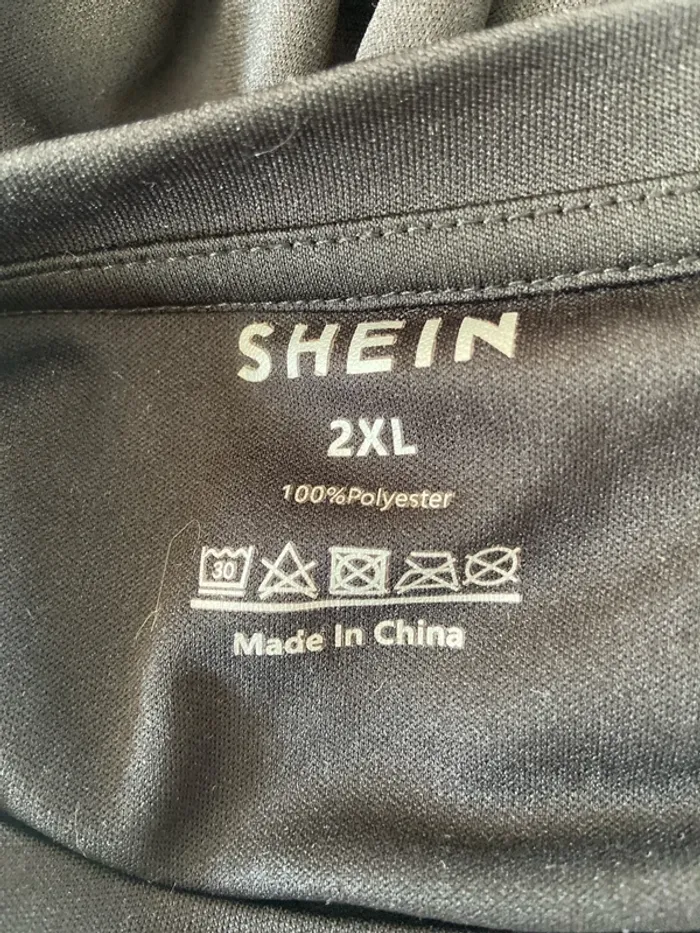 SHEIN
2XL
100%Polyester
30
Made In China